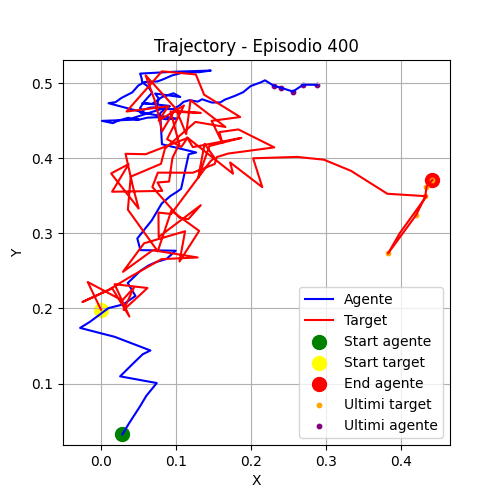 Trajectory - Episodio 400
Y
0.5
0.4
0.3
0.2
0.1
0.0
0.1
0.2
0.3
0.4
X
Agente
Target
Start agente
Start target
End agente
Ultimi target
Ultimi agente